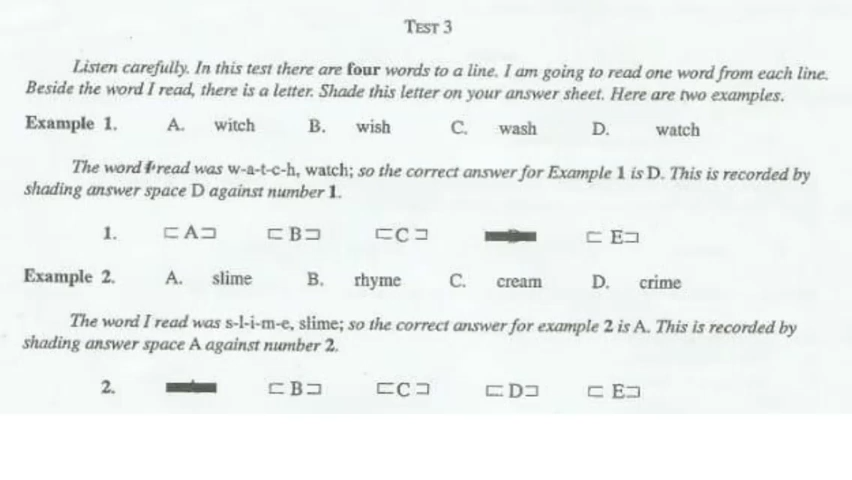 TEST 3
Listen carefully. In this test there are four words to a line. I am going to read one word from each line.
Beside the word I read, there is a letter. Shade this letter on your answer sheet. Here are two examples.
Example 1. A. witch B. wish C. wash D. watch
The word I read was w-a-t-c-h, watch; so the correct answer for Example 1 is D. This is recorded by
shading answer space D against number 1.
1. A B C E
Example 2. A. slime B. rhyme C. cream D. crime
The word I read was s-l-i-m-e, slime; so the correct answer for example 2 is A. This is recorded by
shading answer space A against number 2.
2. B C D E